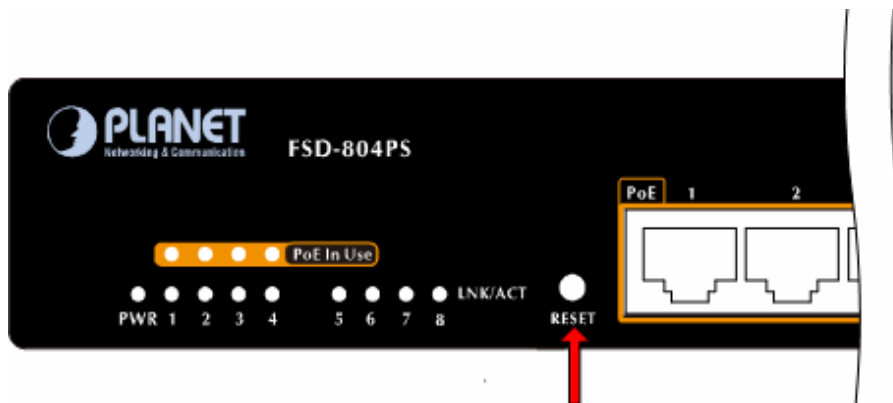 PLANET
Networking & Communication
FSD-804PS
PoE 1 2
PoE In Use
LNK/ACT
PWR 1 2 3 4 5 6 7 8 RESET